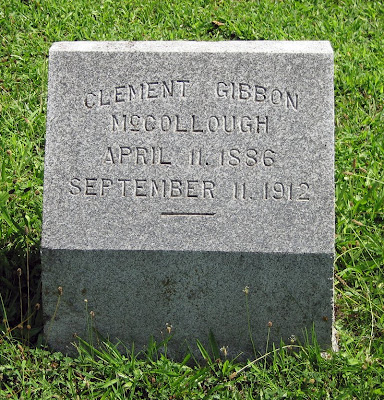 CLEMENT GIBBON
McCOLLOUGH
APRIL 11. 1886
SEPTEMBER 11. 1912